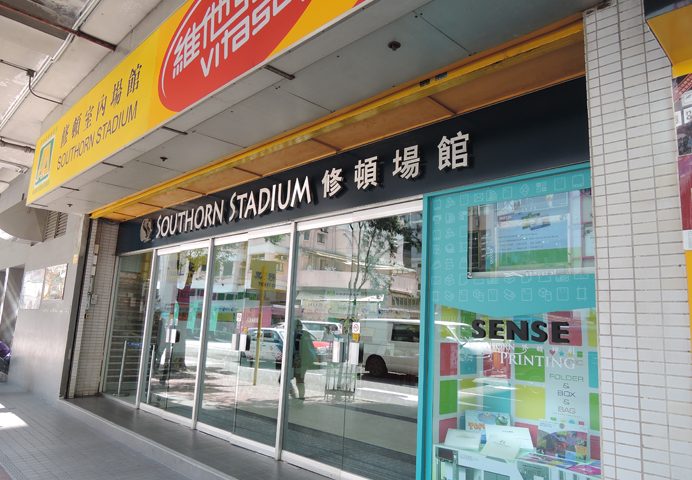 維他奶
VITASOY
修頓室內場館
SOUTHORN STADIUM
SOUTHORN STADIUM 修頓場館
SENSE
PRINTING
FOLDER
&
BOX
&
BAG